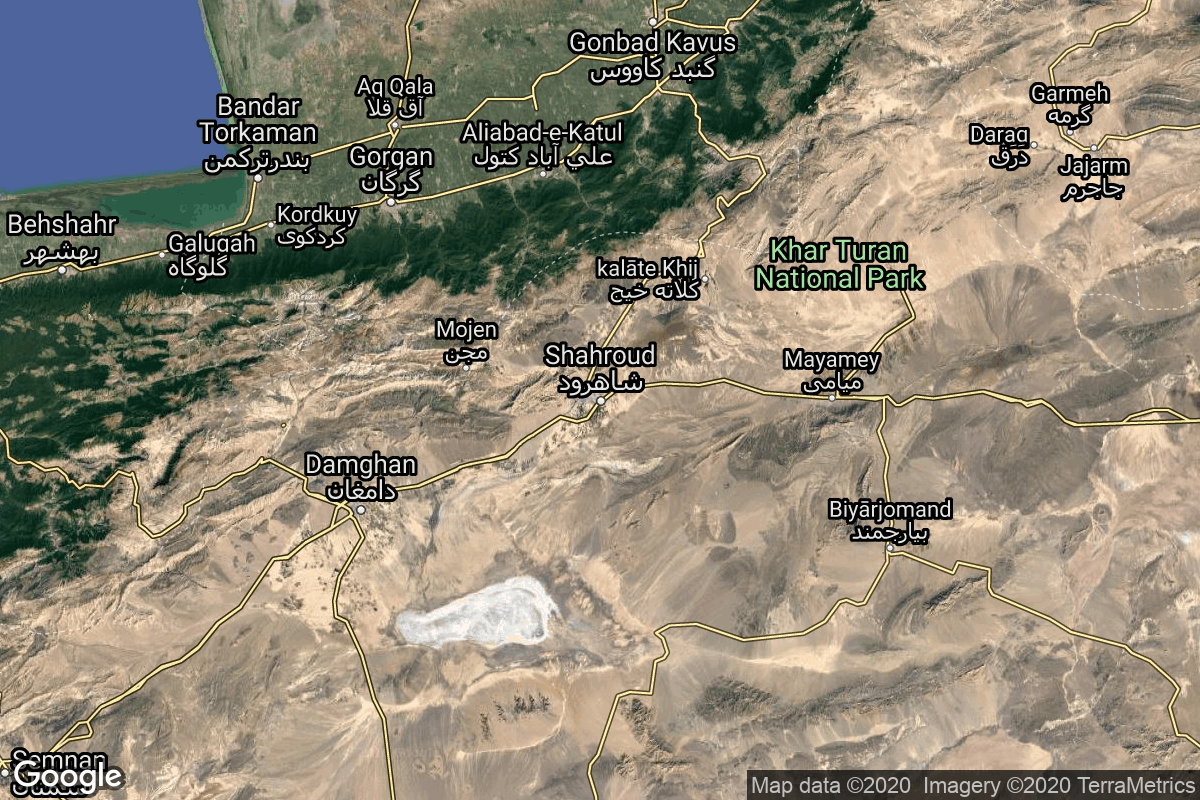 Gonbad Kavus
گنبد کاووس
Aq Qala
آق قلا
Garmeh
گرمه
Bandar
Torkaman
بندرترکمن
Aliabad-e-Katul
علي آباد کتول
Daraq
درق
Gorgan
گرگان
Jajarm
جاجرم
Behshahr
بهشهر
Kordkuy
کردکوی
Galugah
گلوگاه
Khar Turan
National Park
kalāte Khij
کلاته خیج
Mojen
مجن
Shahroud
شاهرود
Mayamey
میامی
Damghan
دامغان
Biyārjomand
بیارجمند
Semnan
Google
Map data ©2020 Imagery ©2020 TerraMetrics